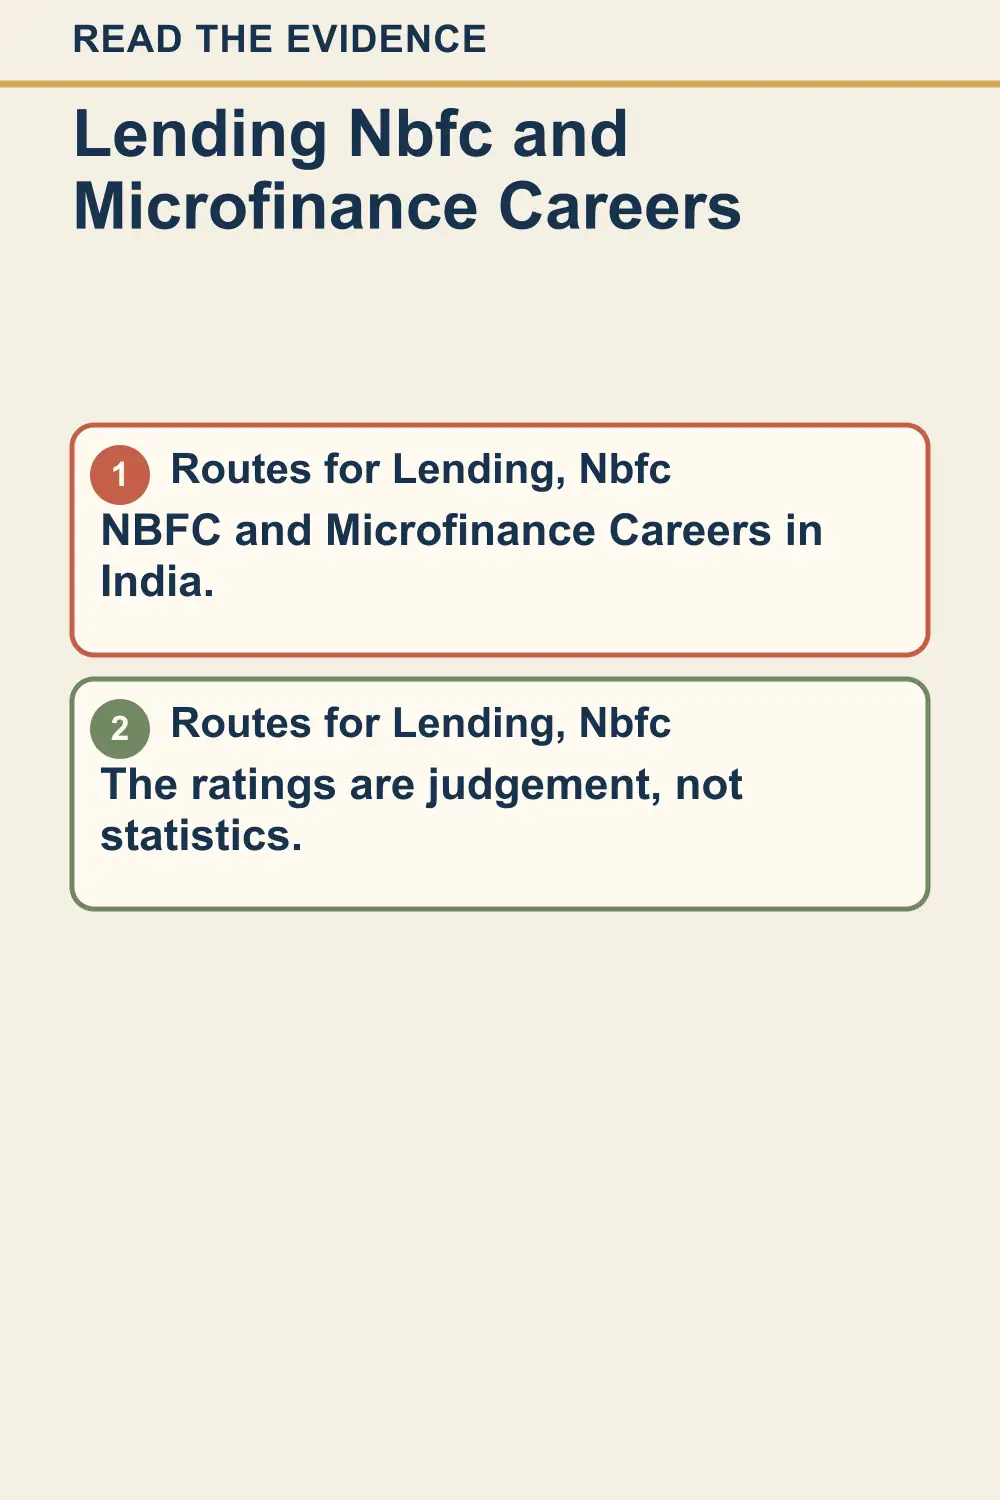 READ THE EVIDENCE
Lending Nbfc and
Microfinance Careers
1 Routes for Lending, Nbfc
NBFC and Microfinance Careers in
India.
2 Routes for Lending, Nbfc
The ratings are judgement, not
statistics.